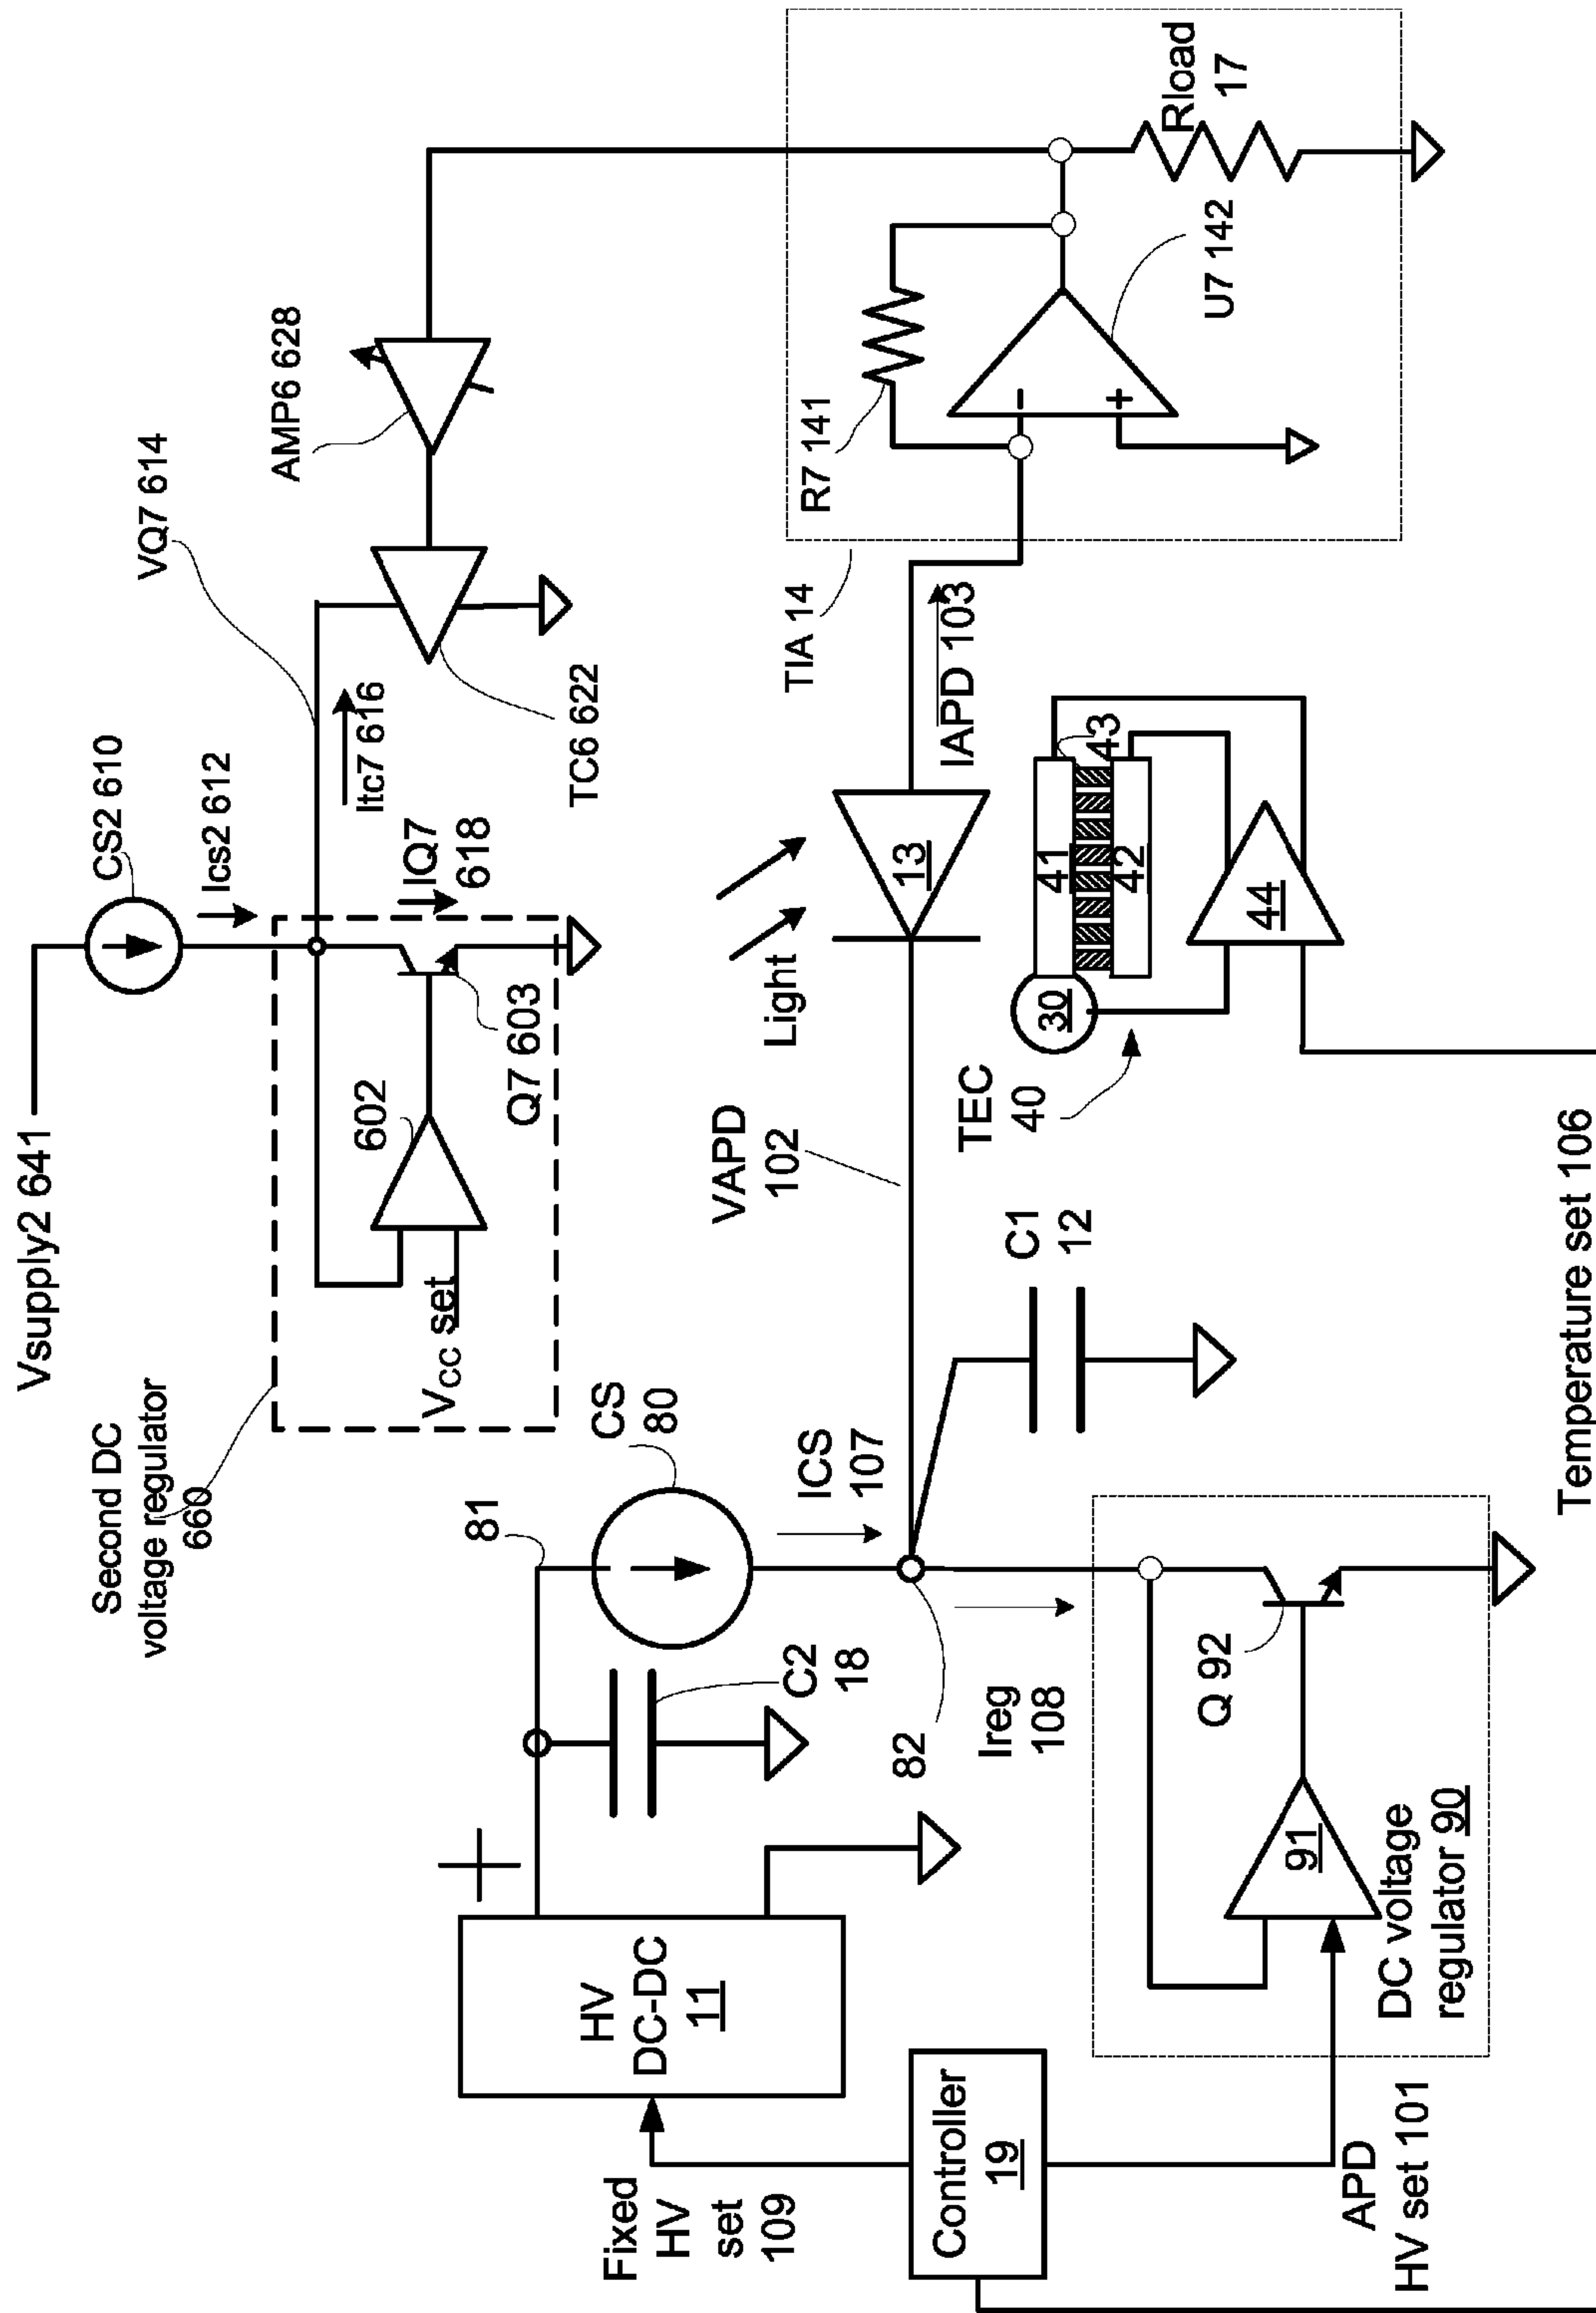 Vsupply2 641
CS2 610
Ics2 612
VQ7 614
AMP6 628
Second DC
voltage regulator
660
602
Vcc set
Q7 603
IQ7
618
Itc7 616
TC6 622
81
CS
80
ICS
107
VAPD
102
Light
13
IAPD 103
TIA 14
R7 141
-
+
U7 142
Rload
17
+
HV
DC-DC
11
C2
18
82
Ireg
108
C1
12
TEC
40
30
41
42
43
44
Fixed
HV
set
109
Controller
19
APD
HV set 101
91
Q 92
DC voltage
regulator 90
Temperature set 106